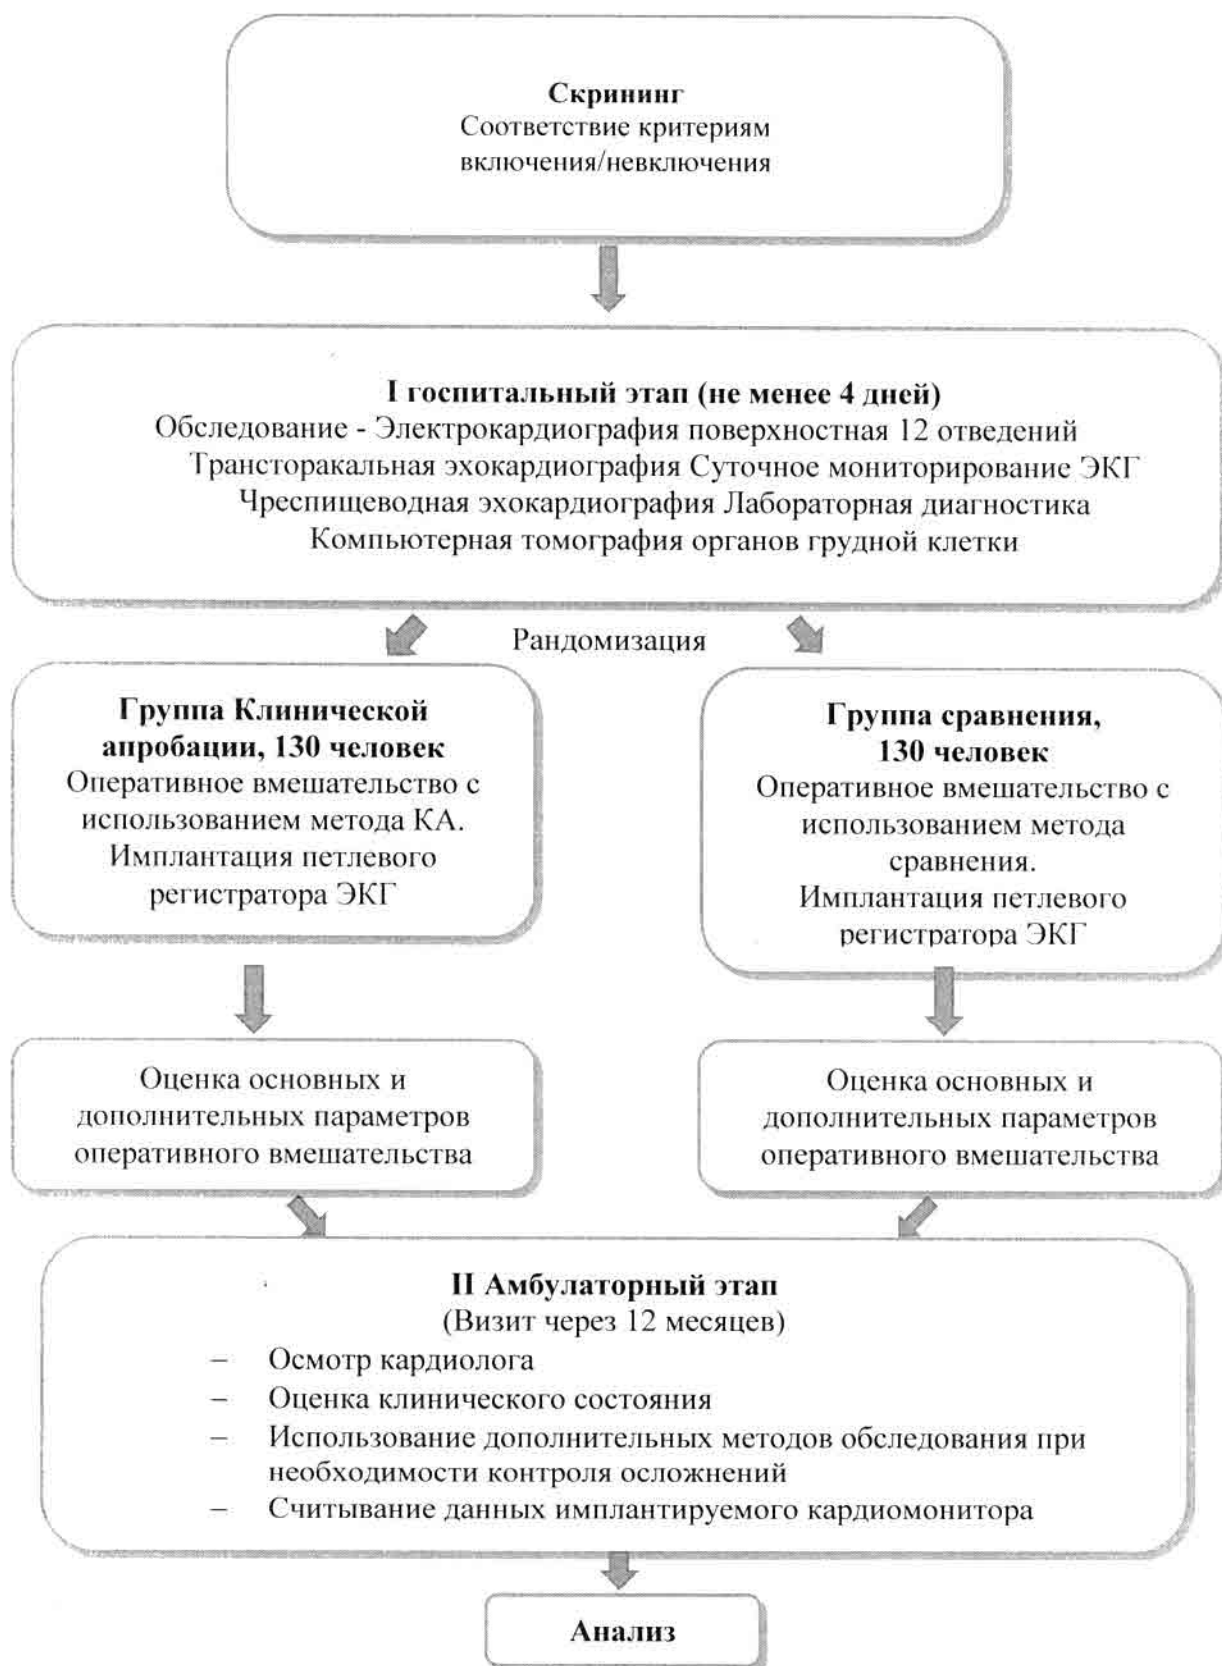 Скрининг
Соответствие критериям
включения/невключения
I госпитальный этап (не менее 4 дней)
Обследование - Электрокардиография поверхностная 12 отведений
Трансторакальная эхокардиография Суточное мониторирование ЭКГ
Чреспищеводная эхокардиография Лабораторная диагностика
Компьютерная томография органов грудной клетки
Рандомизация
Группа Клинической
апробации, 130 человек
Оперативное вмешательство с
использованием метода КА.
Имплантация петлевого
регистратора ЭКГ
Группа сравнения,
130 человек
Оперативное вмешательство с
использованием метода
сравнения.
Имплантация петлевого
регистратора ЭКГ
Оценка основных и
дополнительных параметров
оперативного вмешательства
Оценка основных и
дополнительных параметров
оперативного вмешательства
II Амбулаторный этап
(Визит через 12 месяцев)
– Осмотр кардиолога
– Оценка клинического состояния
– Использование дополнительных методов обследования при
необходимости контроля осложнений
– Считывание данных имплантируемого кардиомонитора
Анализ